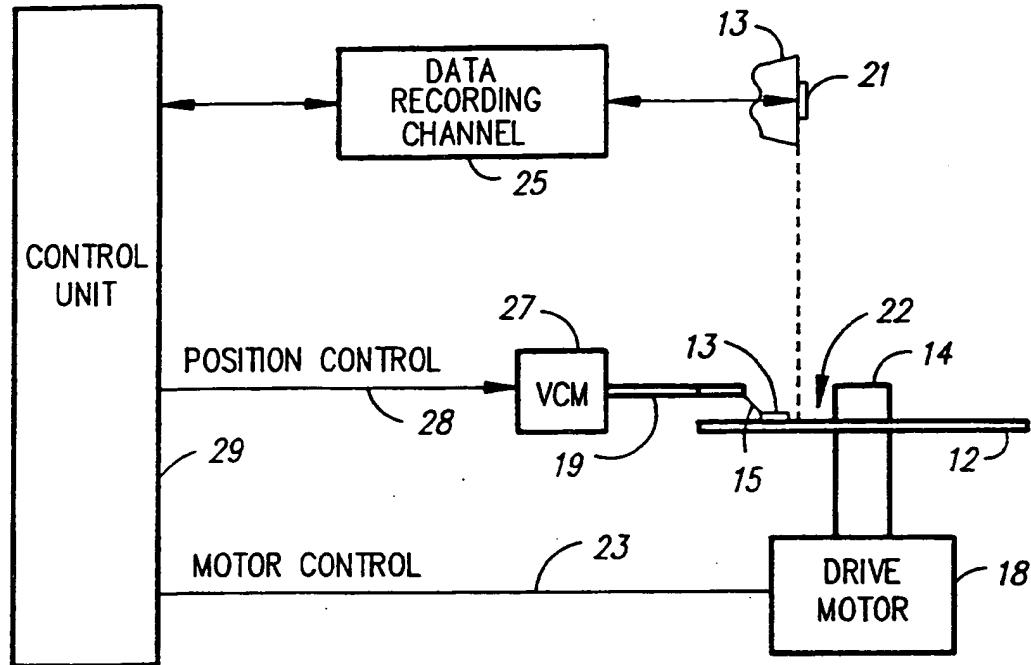 13
21
DATA
RECORDING
CHANNEL
25
CONTROL
UNIT
27
13
22
14
POSITION CONTROL
VCM
28
19
15
12
29
23
MOTOR CONTROL
DRIVE
MOTOR
18